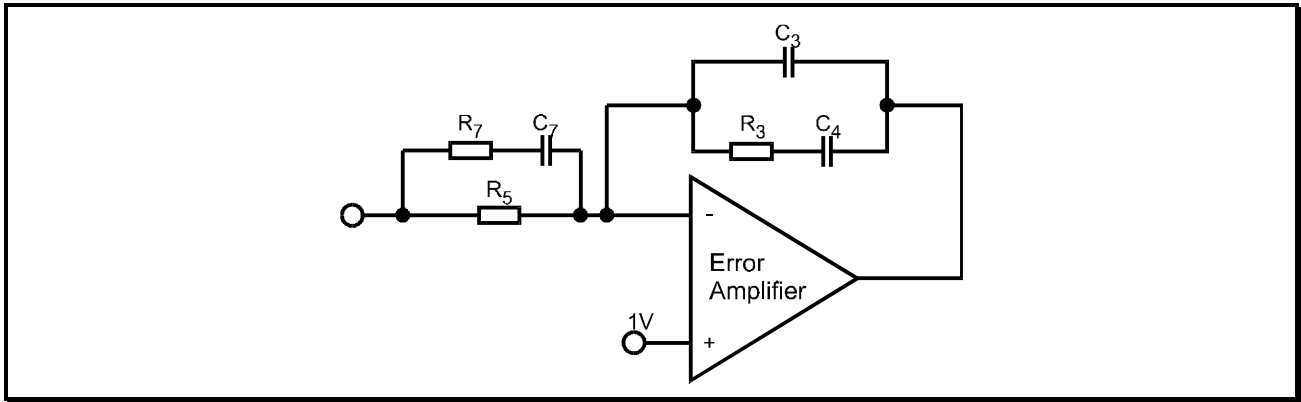 C3
R7 C7
R3 C4
R5
-
Error
Amplifier
1V
+